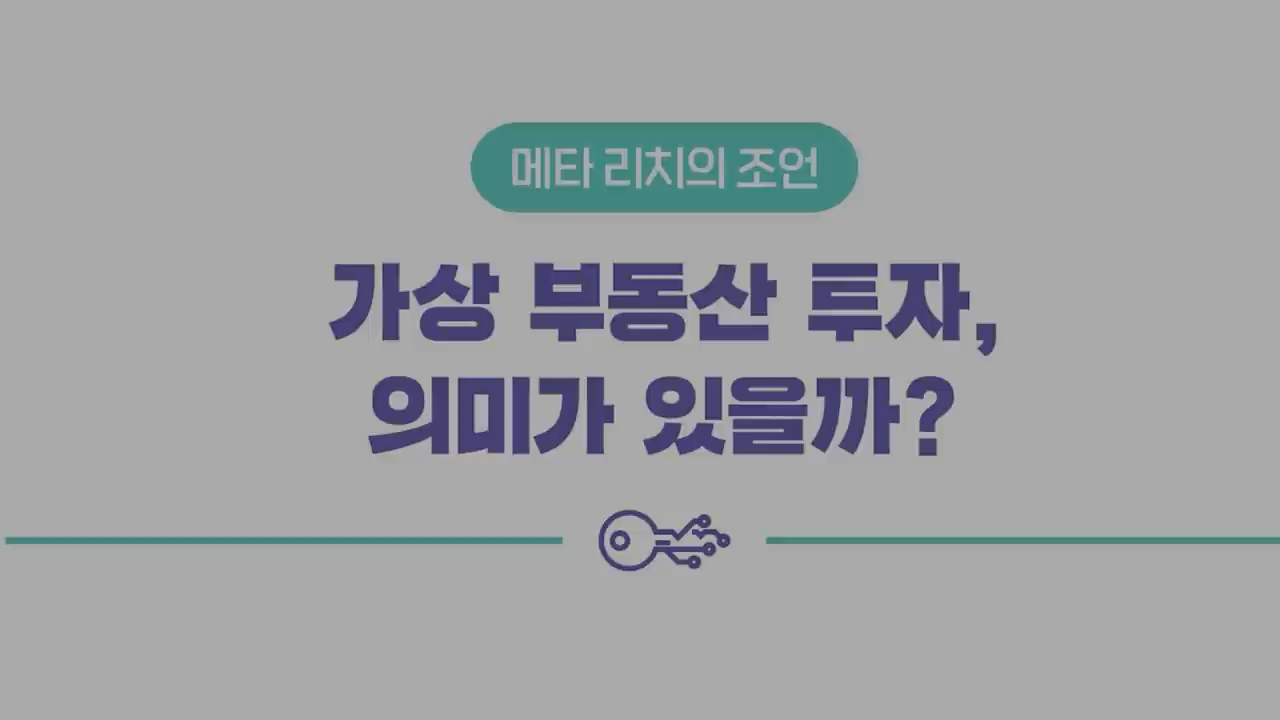 메타 리치의 조언
가상 부동산 투자,
의미가 있을까?